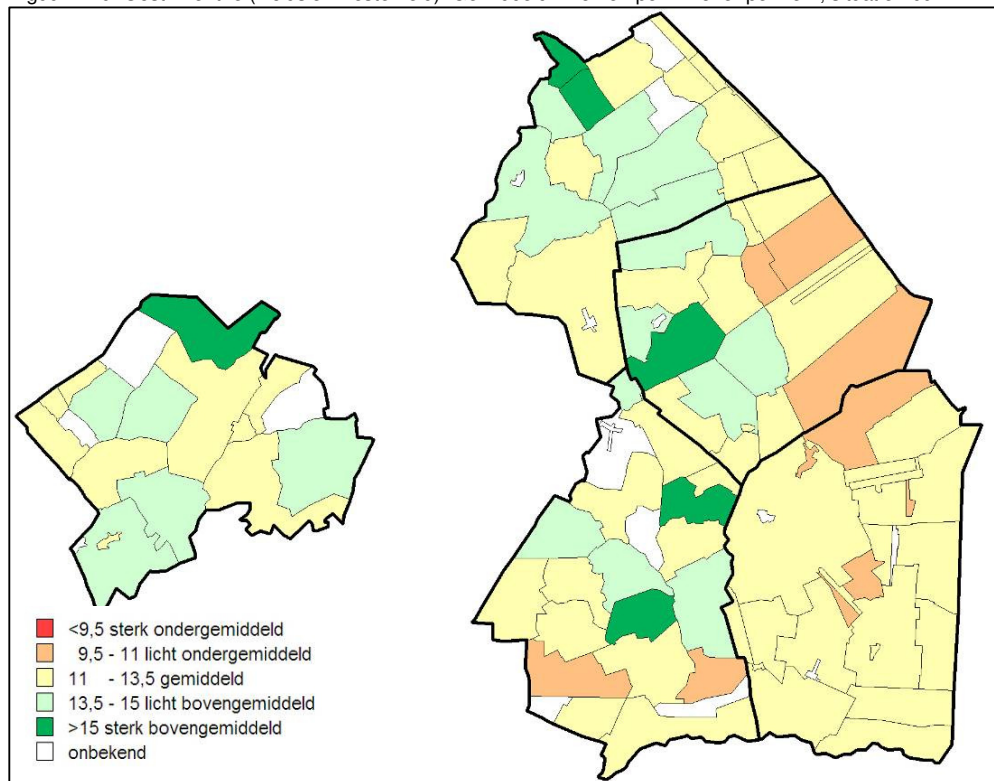 <9,5 sterk ondergemiddeld
9,5 - 11 licht ondergemiddeld
11 - 13,5 gemiddeld
13,5 - 15 licht bovengemiddeld
>15 sterk bovengemiddeld
onbekend